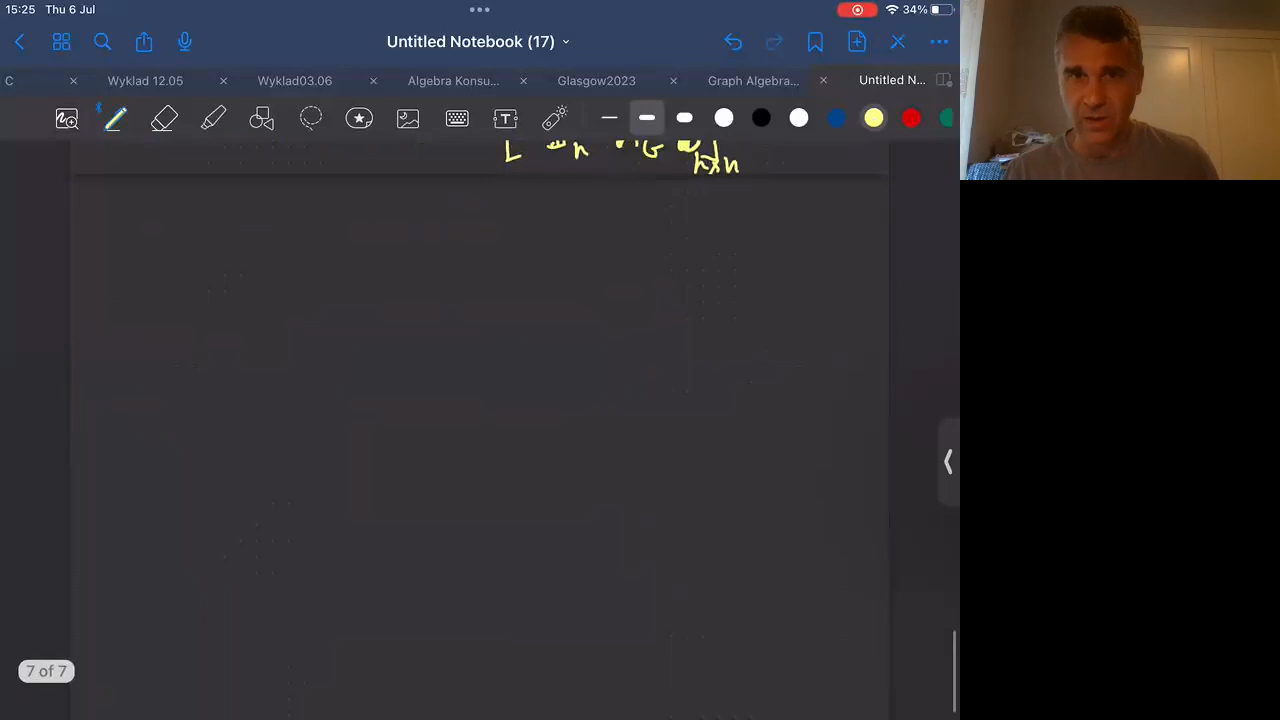 15:25 Thu 6 Jul
34%
Untitled Notebook (17)
C
Wyklad 12.05
Wyklad03.06
Algebra Konsu...
Glasgow2023
Graph Algebra...
Untitled N...
T
n×n
7 of 7